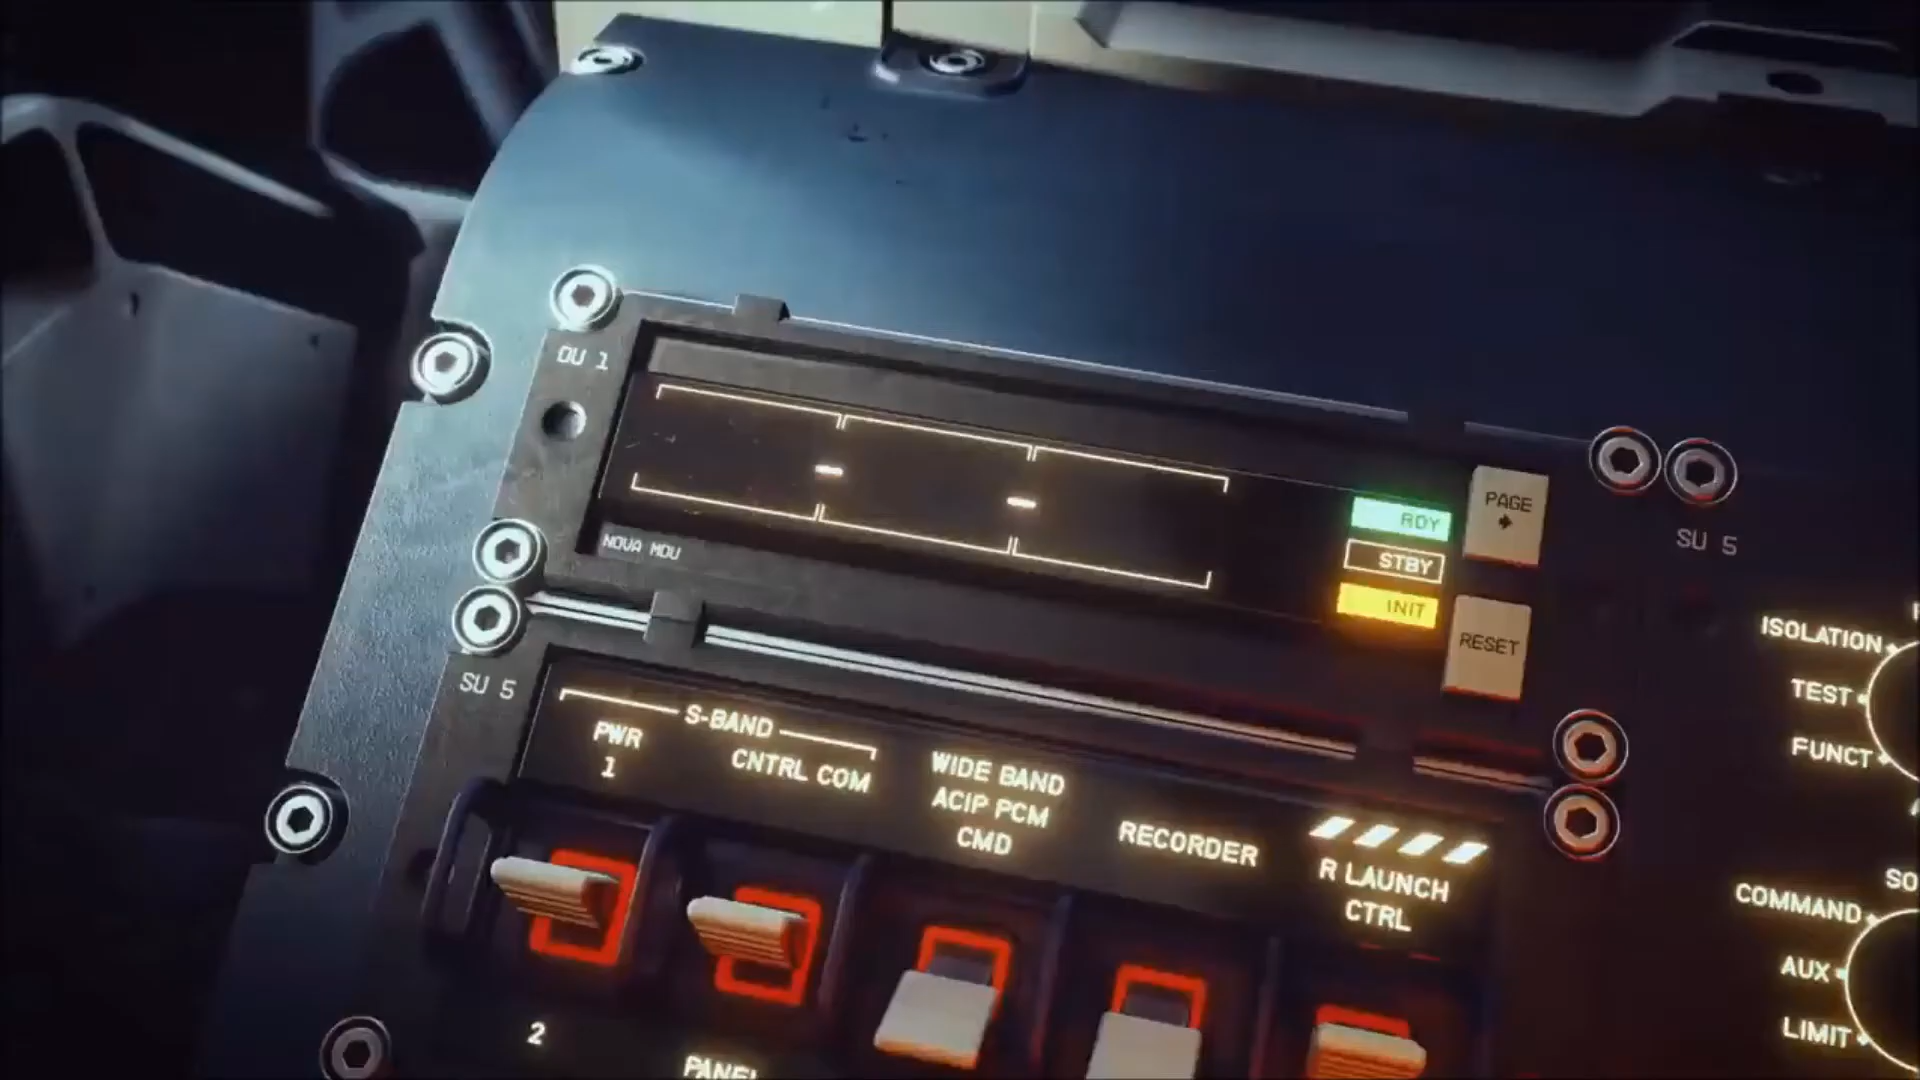 DU 1
PAGE
RDY
SU 5
STBY
NOVA MDU
INIT
RESET
ISOLATION
TEST
FUNCT
SU 5
S-BAND
PWR
1
CNTRL COM
WIDE BAND
ACIP PCM
CMD
RECORDER
R LAUNCH
CTRL
COMMAND
AUX
LIMIT
2
PANEL